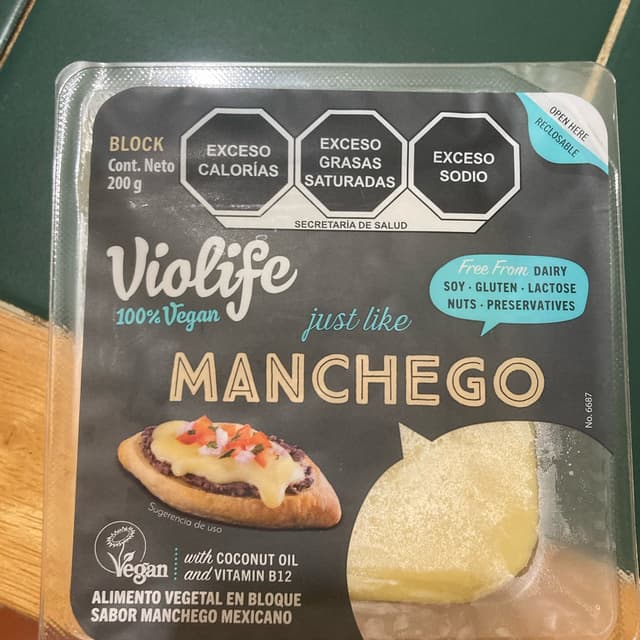 BLOCK
Cont. Neto
200 g
EXCESO
CALORÍAS
EXCESO
GRASAS
SATURADAS
EXCESO
SODIO
SECRETARÍA DE SALUD
OPEN HERE
RECLOSABLE
Violife
100% Vegan
Free From DAIRY
SOY · GLUTEN · LACTOSE
NUTS · PRESERVATIVES
just like
MANCHEGO
No. 6687
Sugerencia de uso
Vegan
with COCONUT OIL
and VITAMIN B12
ALIMENTO VEGETAL EN BLOQUE
SABOR MANCHEGO MEXICANO